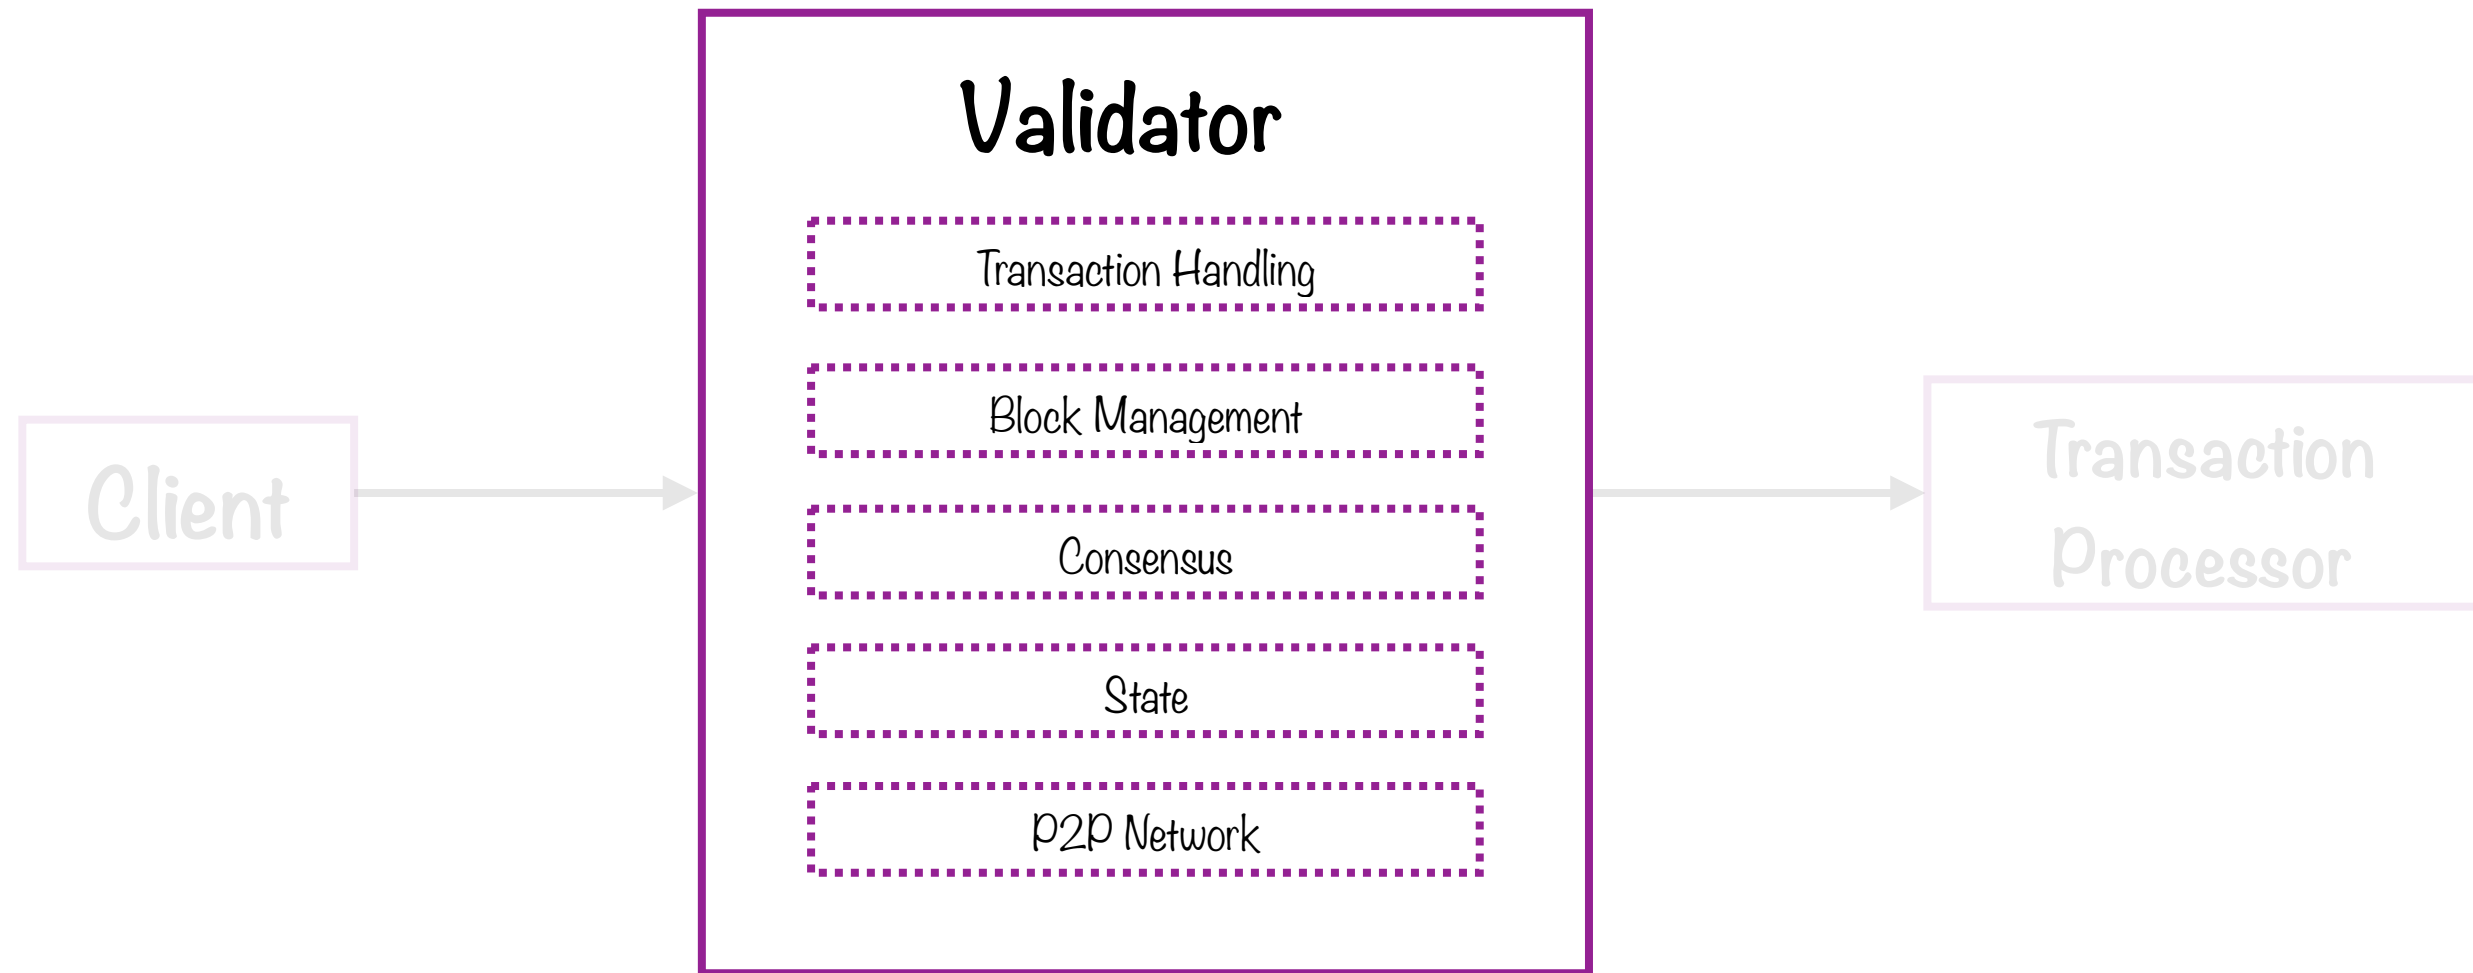 Validator
Transaction Handling
Block Management
Consensus
State
P2P Network
Client
Transaction
Processor